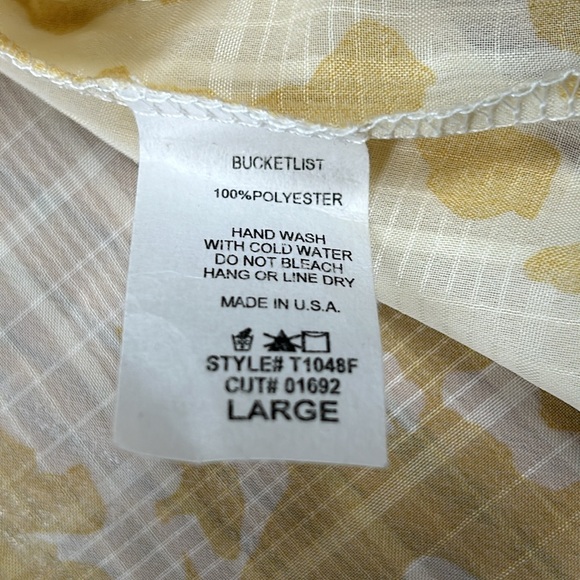 BUCKETLIST
100%POLYESTER
HAND WASH
WITH COLD WATER
DO NOT BLEACH
HANG OR LINE DRY
MADE IN U.S.A.
STYLE# T1048F
CUT# 01692
LARGE